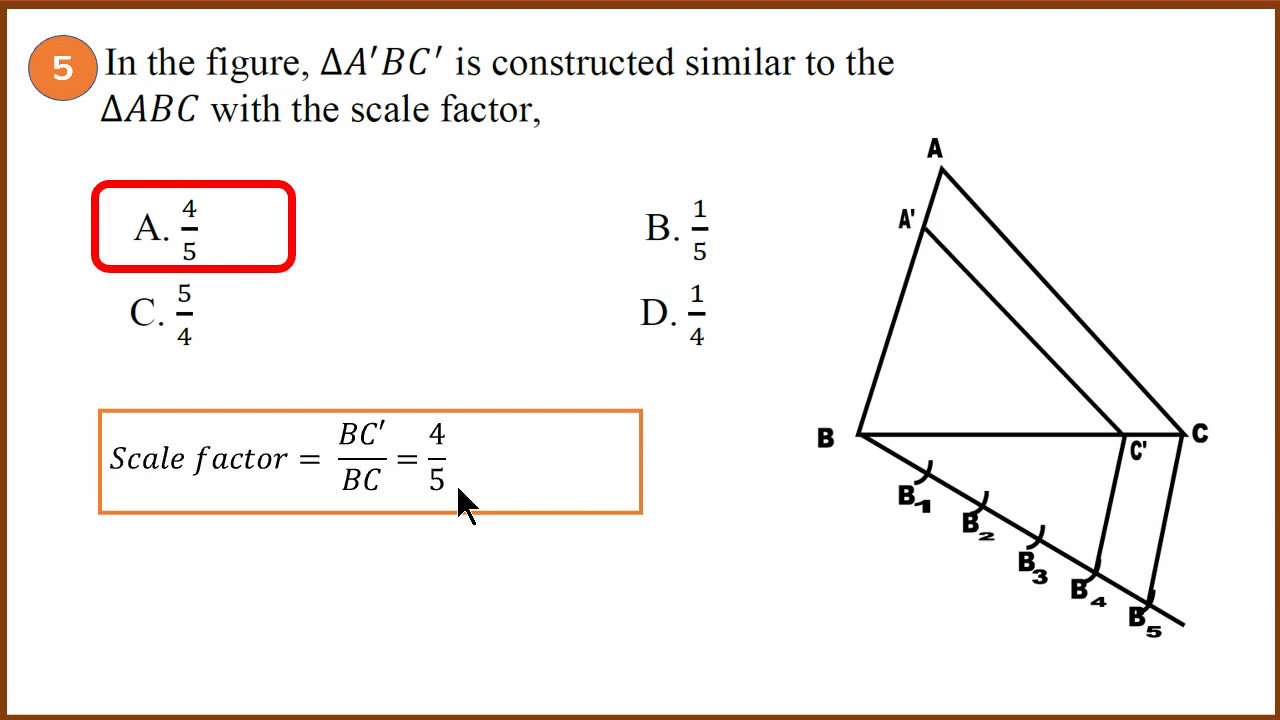 5 In the figure, ΔA′BC′ is constructed similar to the
ΔABC with the scale factor,
A. 4/5
B. 1/5
C. 5/4
D. 1/4
Scale factor = BC′/BC = 4/5
A
A'
B
C'
C
B1
B2
B3
B4
B5